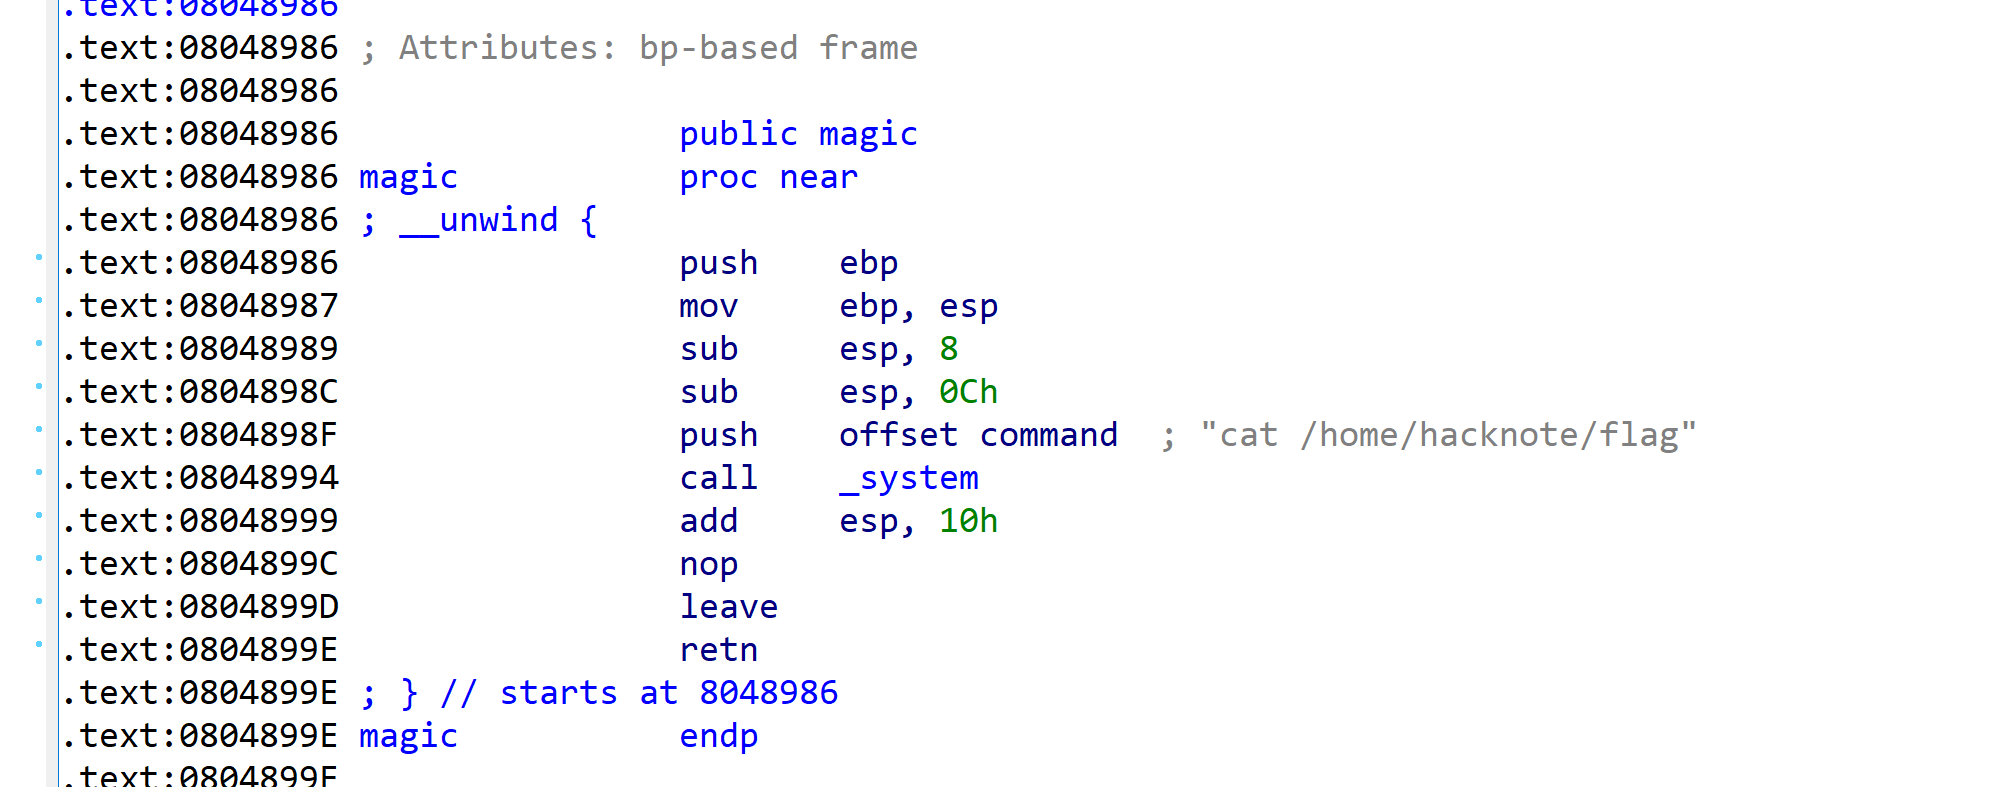 .text:08048986
.text:08048986 ; Attributes: bp-based frame
.text:08048986
.text:08048986                 public magic
.text:08048986 magic           proc near
.text:08048986 ; __unwind {
.text:08048986                 push    ebp
.text:08048987                 mov     ebp, esp
.text:08048989                 sub     esp, 8
.text:0804898C                 sub     esp, 0Ch
.text:0804898F                 push    offset command  ; "cat /home/hacknote/flag"
.text:08048994                 call    _system
.text:08048999                 add     esp, 10h
.text:0804899C                 nop
.text:0804899D                 leave
.text:0804899E                 retn
.text:0804899E ; } // starts at 8048986
.text:0804899E magic           endp
.text:0804899F